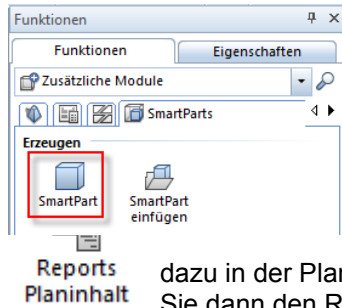 Funktionen
Funktionen Eigenschaften
Zusätzliche Module
SmartParts
Erzeugen
SmartPart SmartPart einfügen
Reports Planinhalt
dazu in der Plan
Sie dann den R